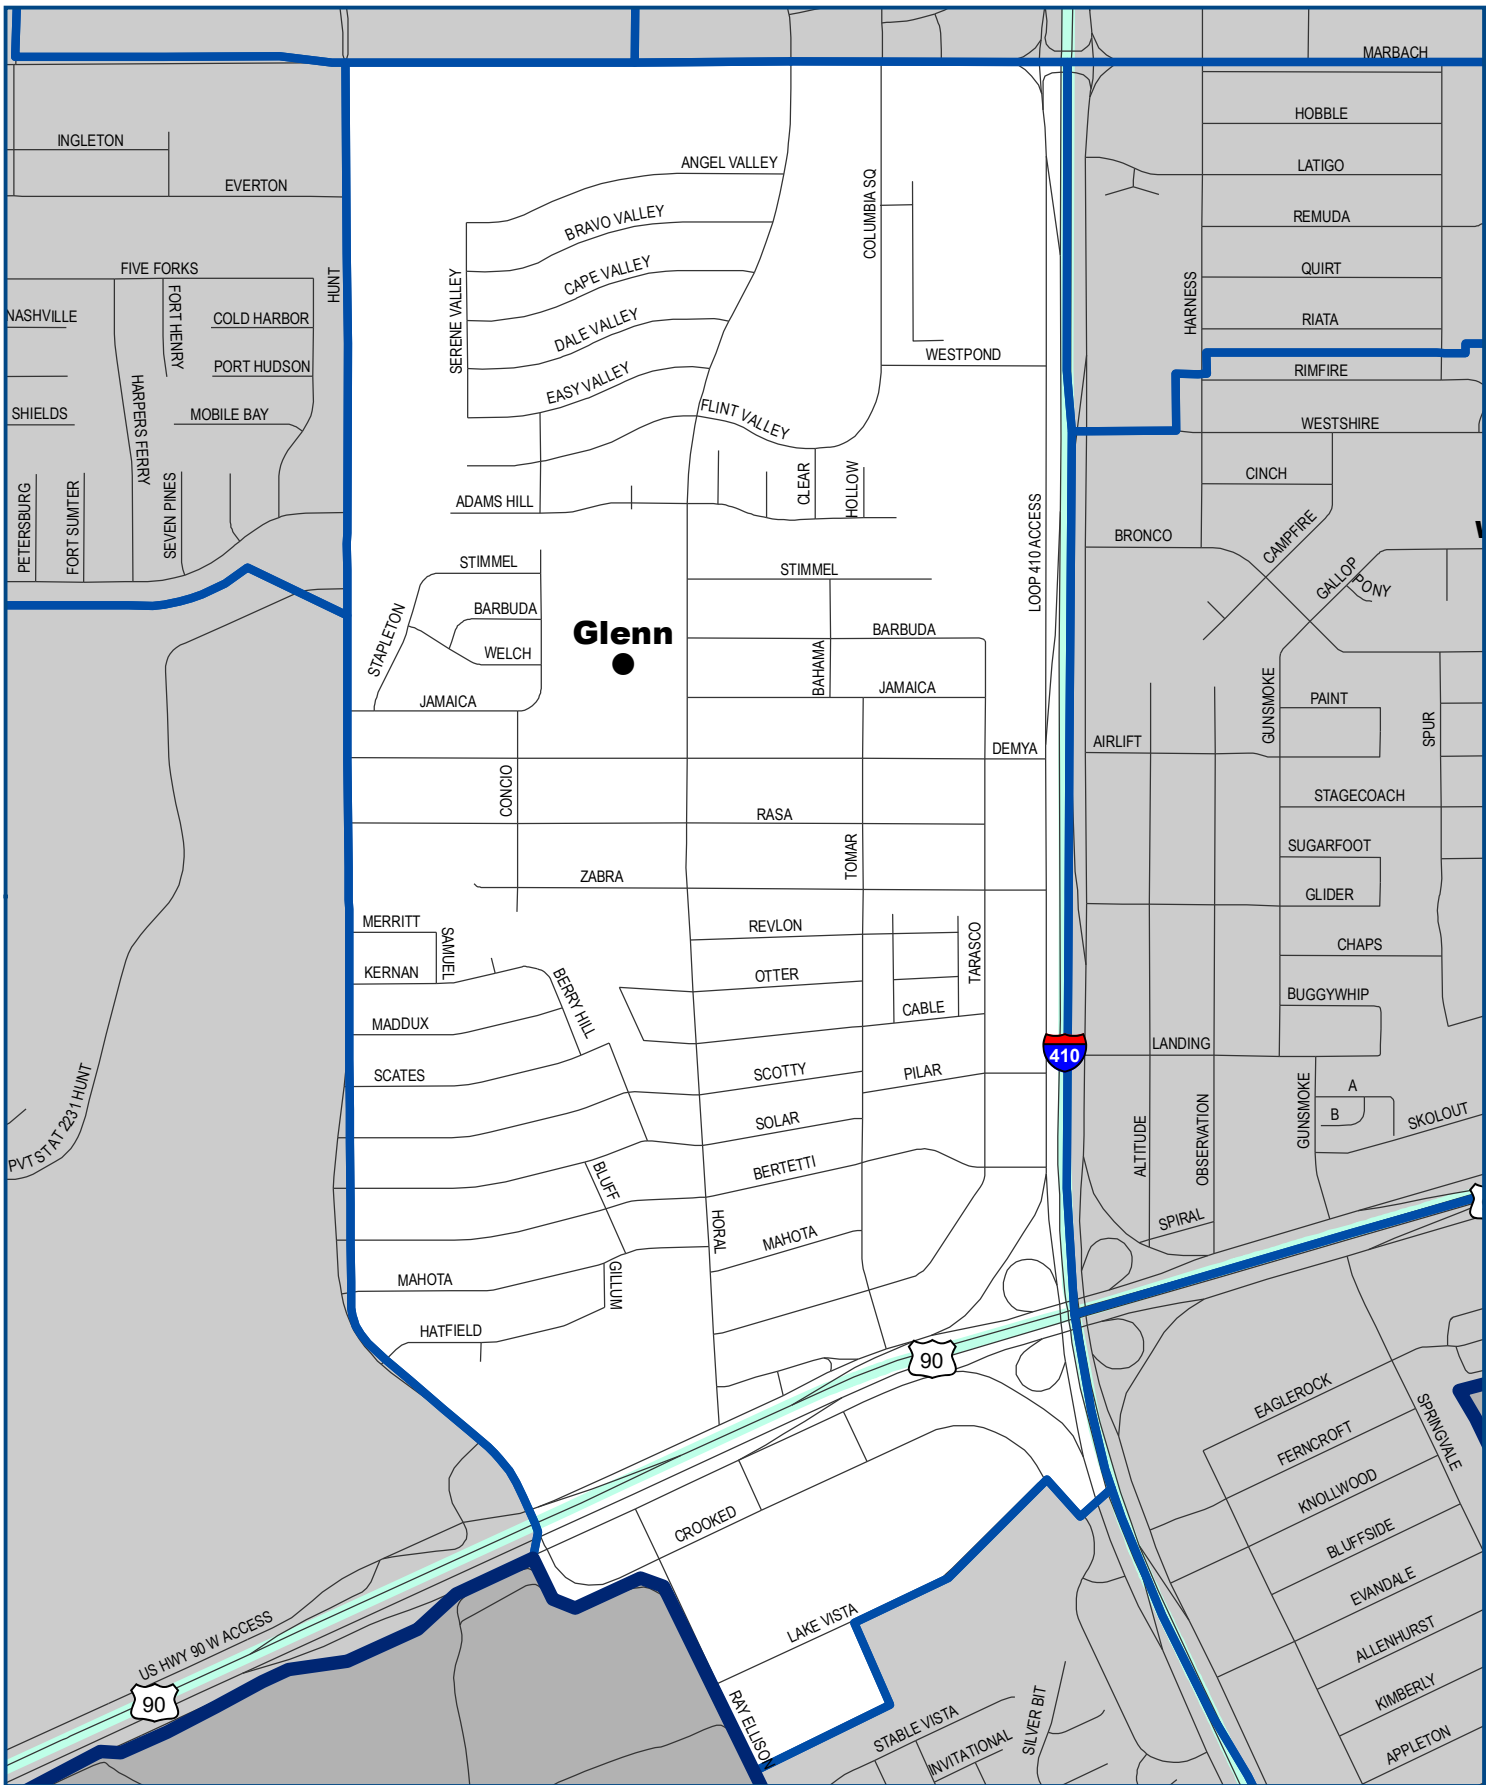 MARBACH
HOBBLE
INGLETON
ANGEL VALLEY
LATIGO
EVERTON
COLUMBIA SQ
BRAVO VALLEY
REMUDA
FIVE FORKS
HUNT
CAPE VALLEY
QUIRT
SERENE VALLEY
HARNESS
NASHVILLE
FORT HENRY
COLD HARBOR
DALE VALLEY
RIATA
WESTPOND
PORT HUDSON
EASY VALLEY
RIMFIRE
SHIELDS
HARPERS FERRY
MOBILE BAY
FLINT VALLEY
WESTSHIRE
CINCH
CLEAR
HOLLOW
ADAMS HILL
PETERSBURG
FORT SUMTER
SEVEN PINES
LOOP 410 ACCESS
BRONCO
CAMPFIRE
STIMMEL
STIMMEL
GALLOP
PONY
STAPLETON
BARBUDA
Glenn
BARBUDA
WELCH
BAHAMA
JAMAICA
JAMAICA
GUNSMOKE
PAINT
SPUR
DEMYA
AIRLIFT
CONCIO
STAGECOACH
RASA
TOMAR
SUGARFOOT
ZABRA
GLIDER
MERRITT
SAMUEL
REVLON
TARASCO
CHAPS
KERNAN
BERRY HILL
OTTER
BUGGYWHIP
CABLE
MADDUX
410
LANDING
SCATES
SCOTTY
PILAR
PVT ST AT 2231 HUNT
A
B
GUNSMOKE
SKOLOUT
ALTITUDE
OBSERVATION
SOLAR
BLUFF
BERTETTI
HORAL
SPIRAL
MAHOTA
MAHOTA
GILLUM
HATFIELD
90
EAGLEROCK
SPRINGVALE
FERNCROFT
KNOLLWOOD
CROOKED
BLUFFSIDE
EVANDALE
LAKE VISTA
US HWY 90 W ACCESS
ALLENHURST
90
KIMBERLY
RAY ELLISON
STABLE VISTA
SILVER BIT
INVITATIONAL
APPLETON